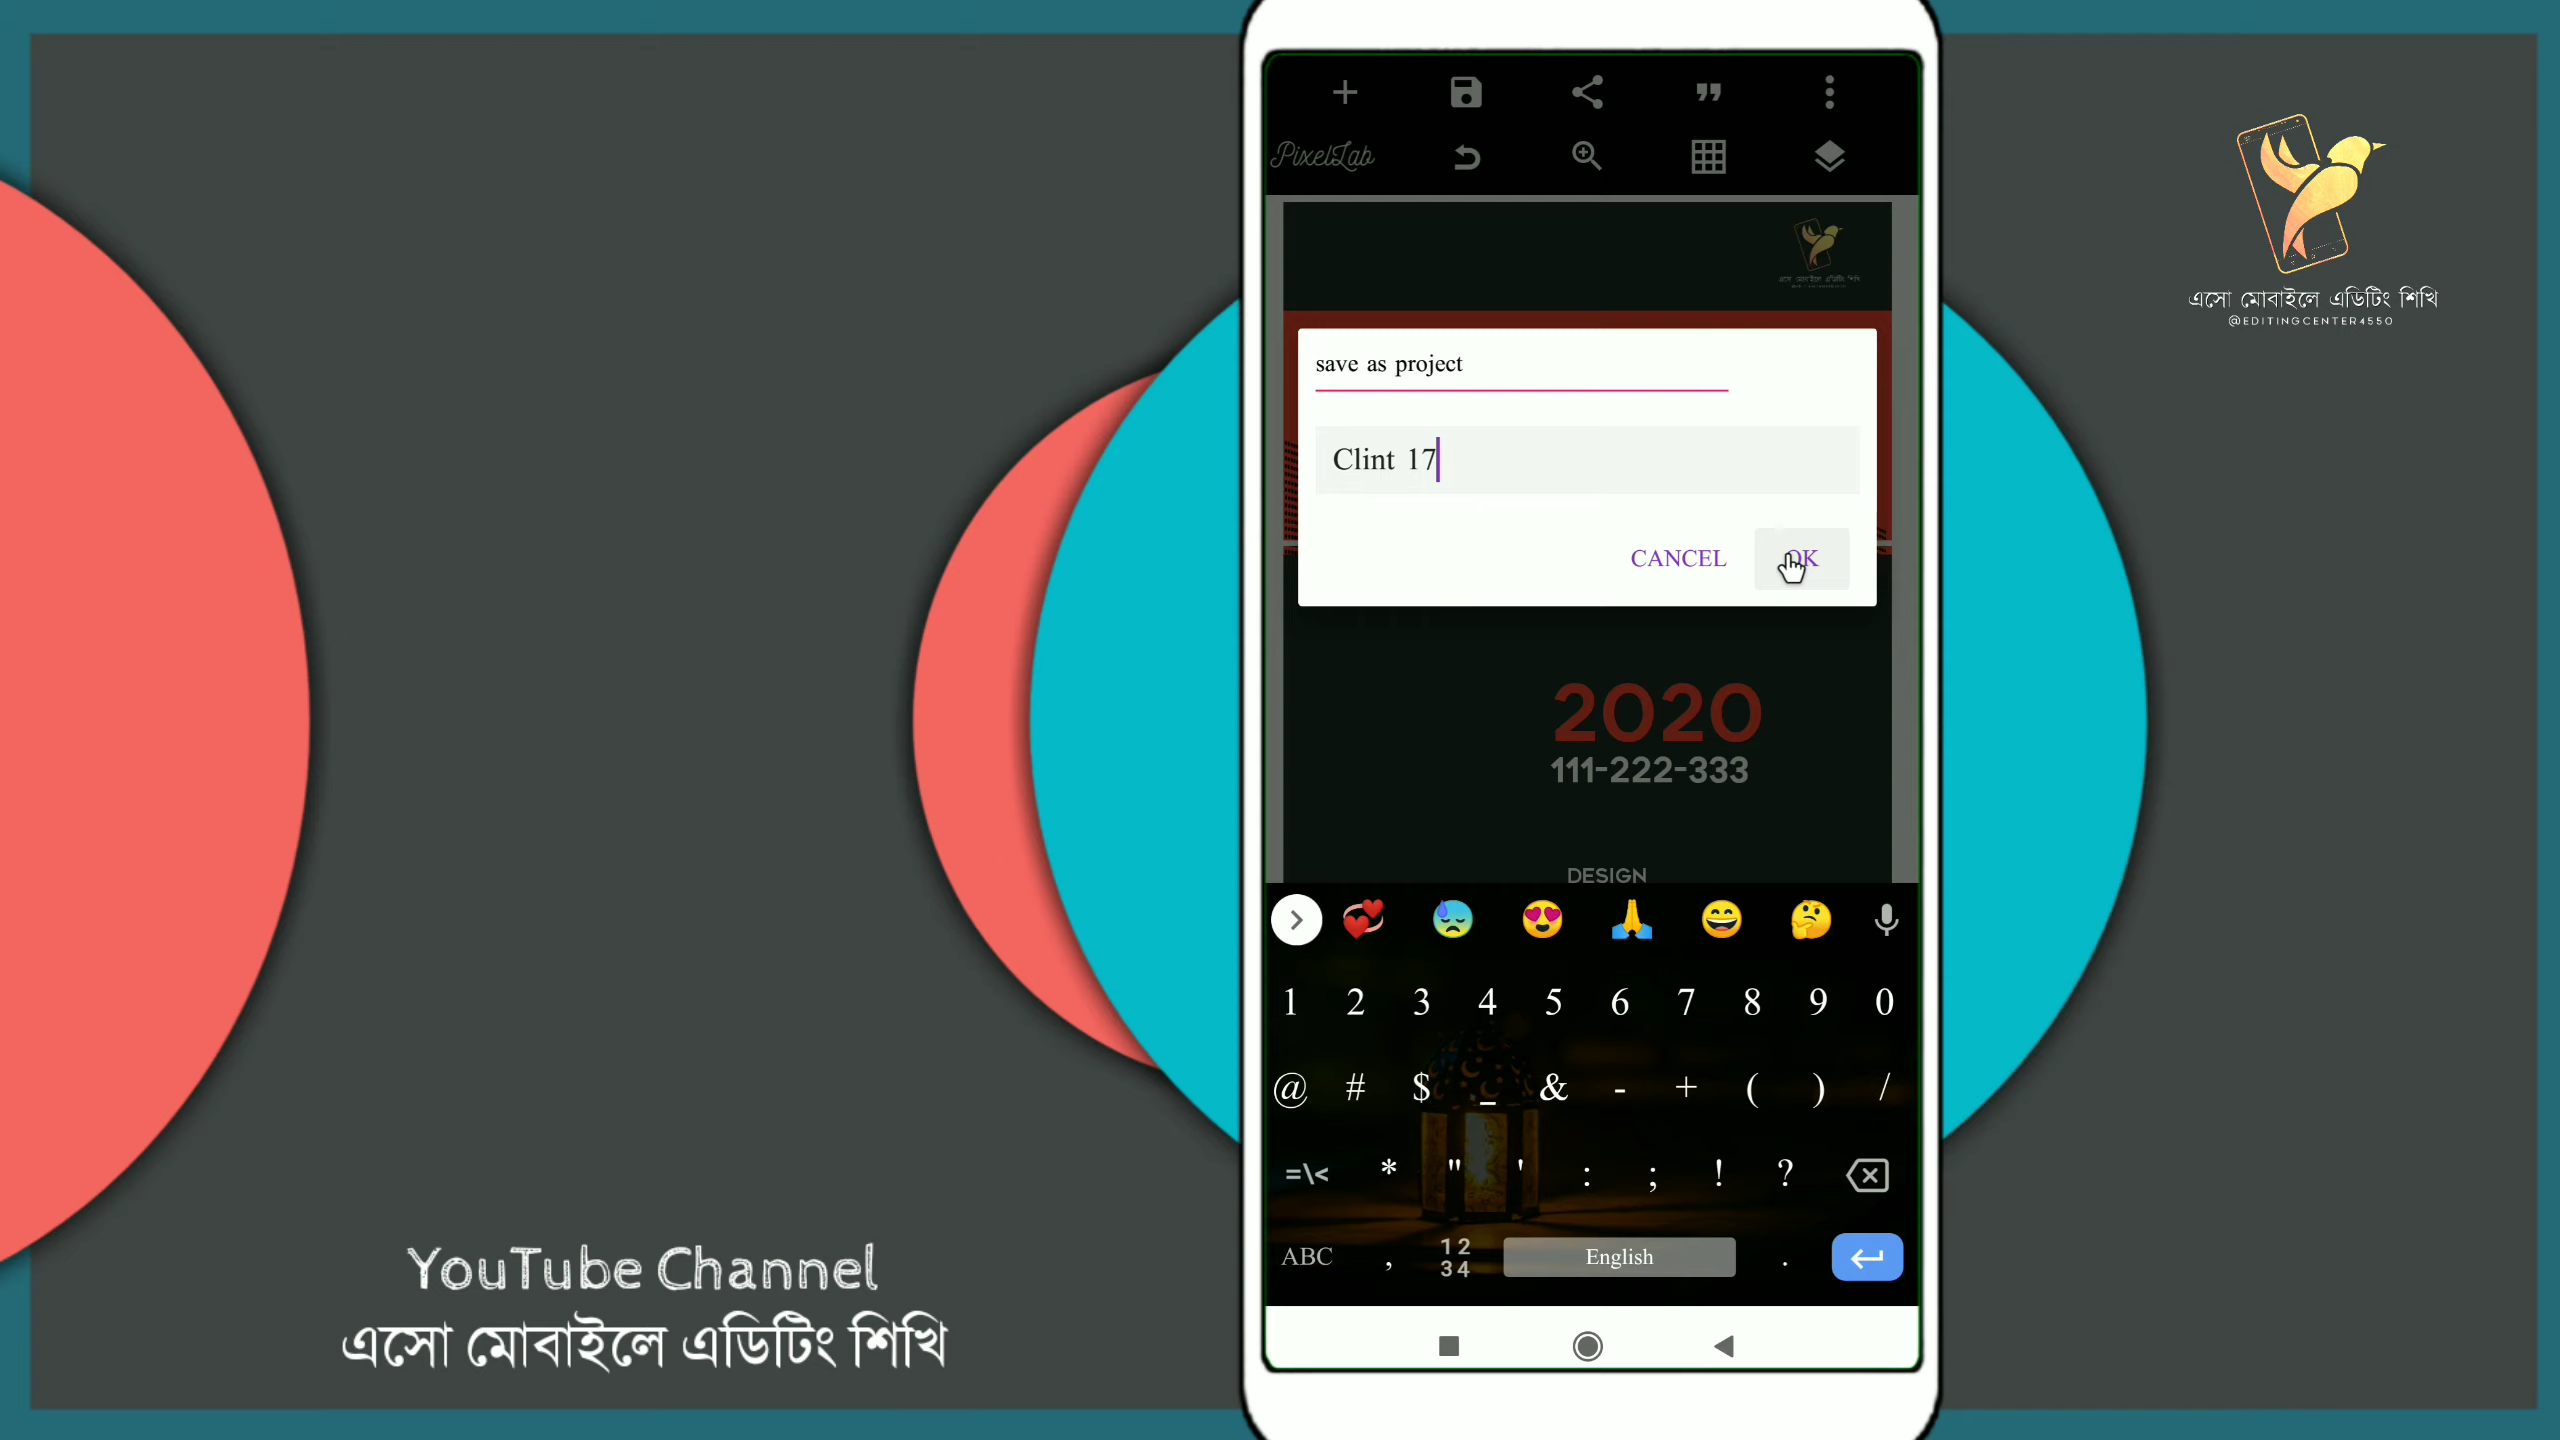 PixelLab
এসো মোবাইলে এডিটিং শিখি
@EDITINGCENTER4550
save as project
Clint 17
CANCEL
OK
2020
111-222-333
DESIGN
1 2 3 4 5 6 7 8 9 0
@ # $ _ & - + ( ) /
=\< * " ' : ; ! ?
ABC , 12 34 English .
YouTube Channel
এসো মোবাইলে এডিটিং শিখি